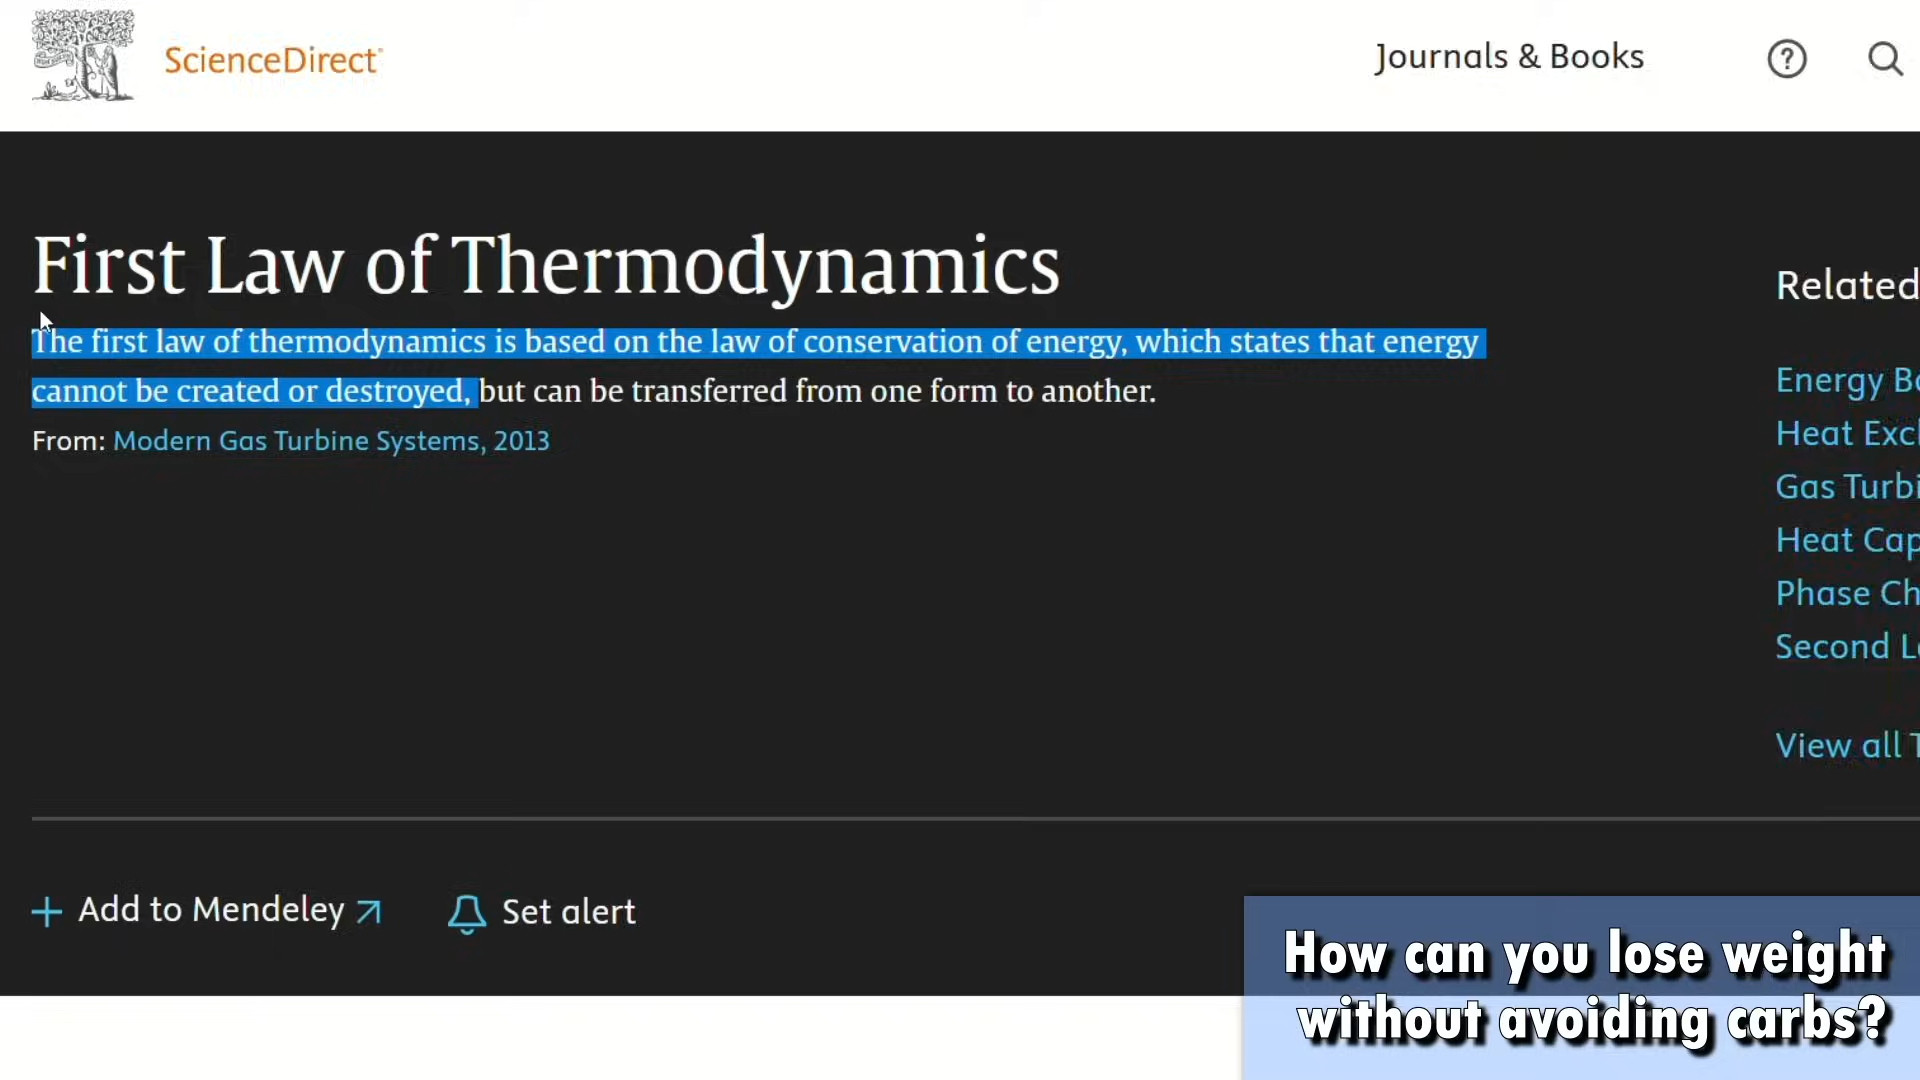 ScienceDirect
Journals & Books
?
First Law of Thermodynamics
The first law of thermodynamics is based on the law of conservation of energy, which states that energy
cannot be created or destroyed, but can be transferred from one form to another.
From: Modern Gas Turbine Systems, 2013
Related
Energy
Heat
Gas
Heat
Phase
Second
View all
+ Add to Mendeley
Set alert
How can you lose weight
without avoiding carbs?